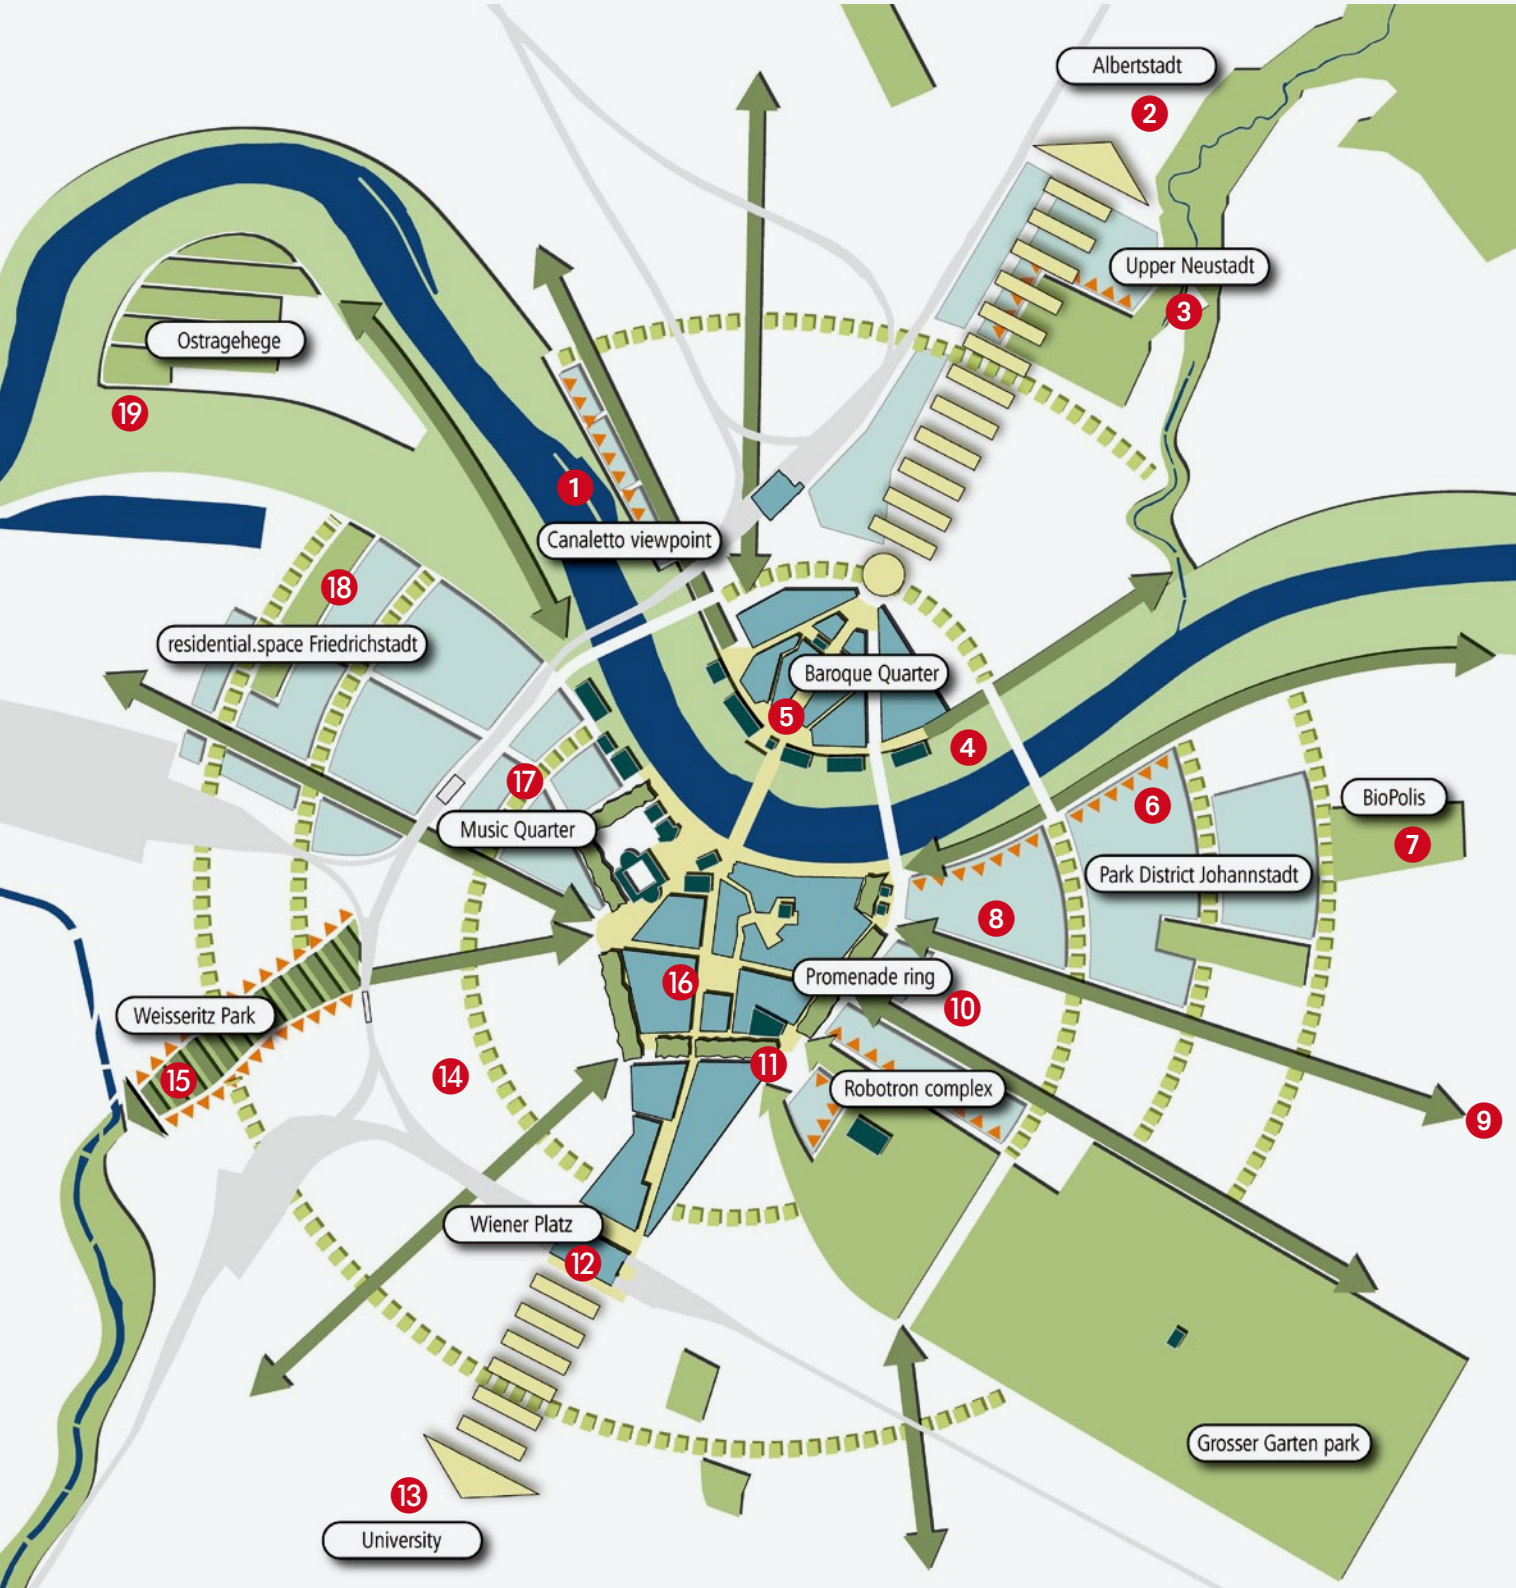 Albertstadt
2
Upper Neustadt
3
Ostragehege
19
1
Canaletto viewpoint
18
residential.space Friedrichstadt
Baroque Quarter
5
4
17
6
BioPolis
7
Music Quarter
Park District Johannstadt
8
16
Promenade ring
10
Weisseritz Park
15
14
11
Robotron complex
9
Wiener Platz
12
Grosser Garten park
13
University